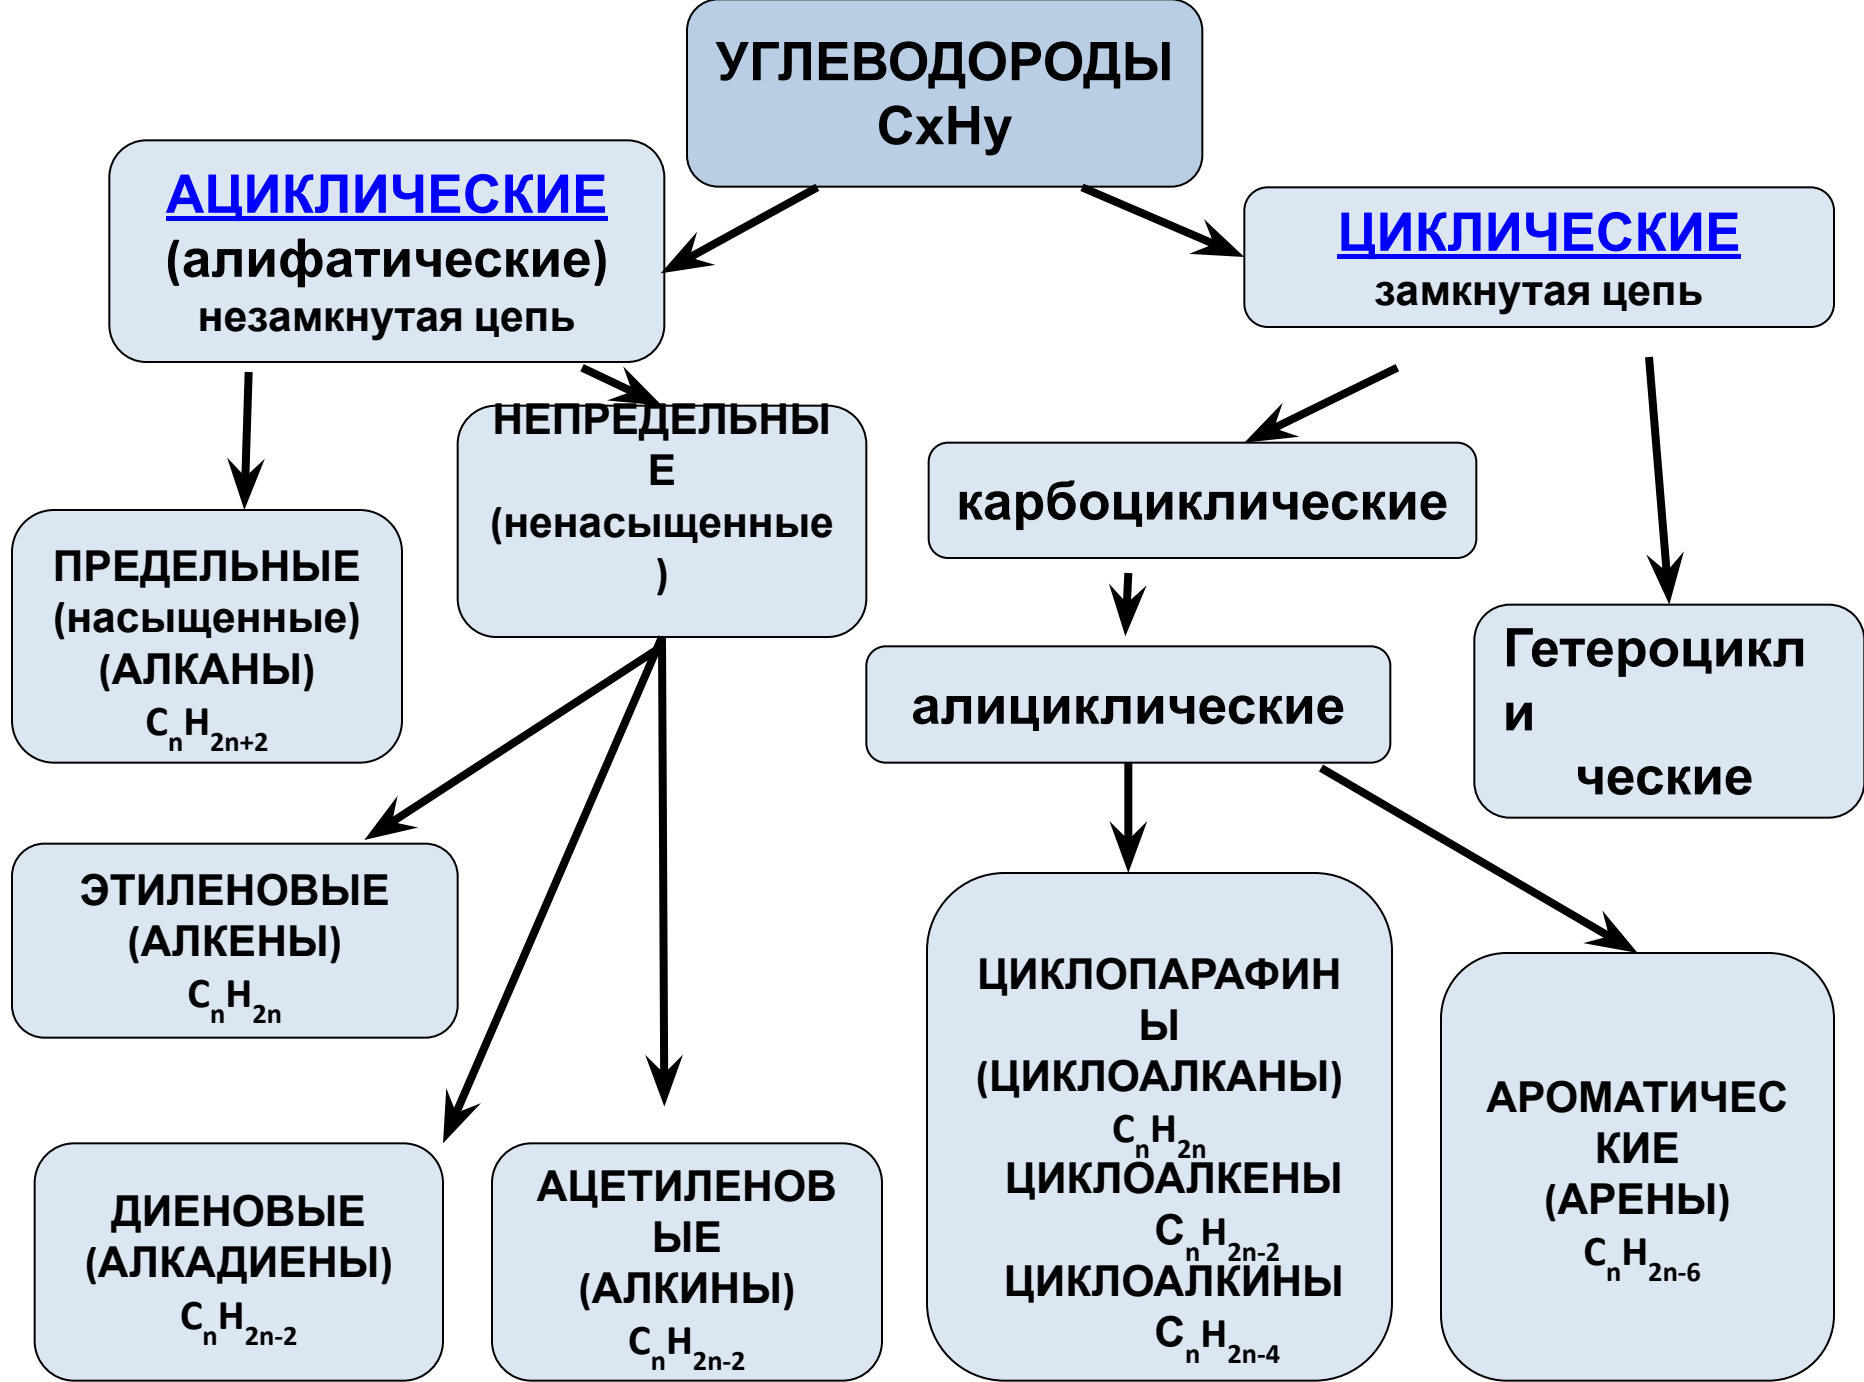 УГЛЕВОДОРОДЫ
СхНу
АЦИКЛИЧЕСКИЕ
(алифатические)
незамкнутая цепь
ЦИКЛИЧЕСКИЕ
замкнутая цепь
НЕПРЕДЕЛЬНЫ
Е
(ненасыщенные
)
карбоциклические
ПРЕДЕЛЬНЫЕ
(насыщенные)
(АЛКАНЫ)
CnH2n+2
алициклические
Гетероцикл
и
ческие
ЭТИЛЕНОВЫЕ
(АЛКЕНЫ)
CnH2n
ЦИКЛОПАРАФИН
Ы
(ЦИКЛОАЛКАНЫ)
CnH2n
ЦИКЛОАЛКЕНЫ
CnH2n-2
ЦИКЛОАЛКИНЫ
CnH2n-4
АРОМАТИЧЕС
КИЕ
(АРЕНЫ)
CnH2n-6
ДИЕНОВЫЕ
(АЛКАДИЕНЫ)
CnH2n-2
АЦЕТИЛЕНОВ
ЫЕ
(АЛКИНЫ)
CnH2n-2